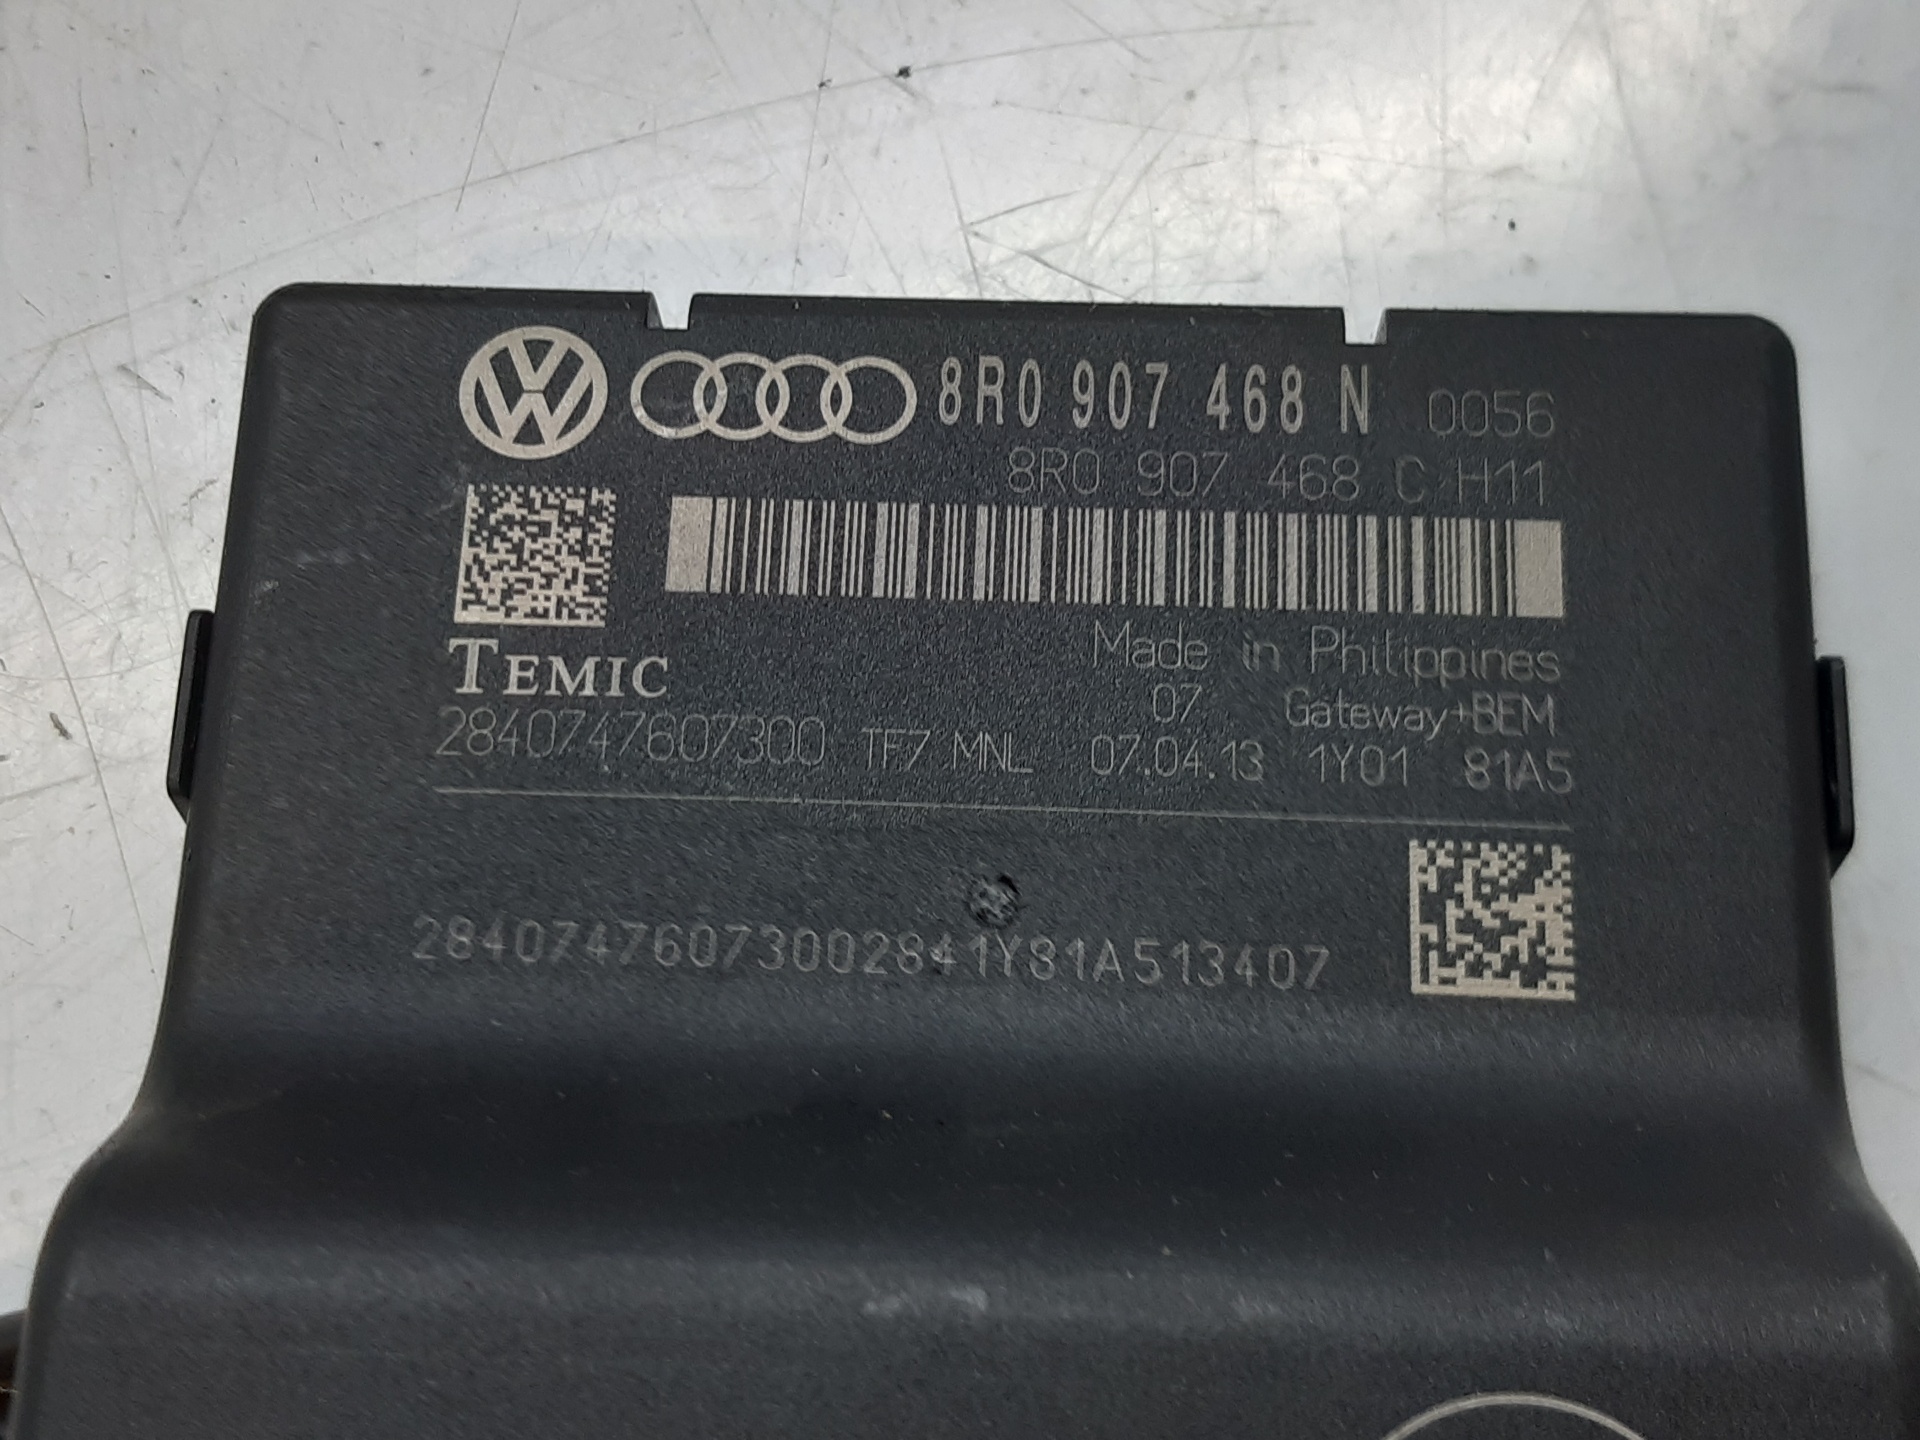 8R0 907 468 N 0056
8R0 907 468 C H11
TEMIC
Made in Philippines
07 Gateway+BEM
2840747607300 TF7 MNL 07.04.13 1Y01 81A5
28407476073002841Y81A513407